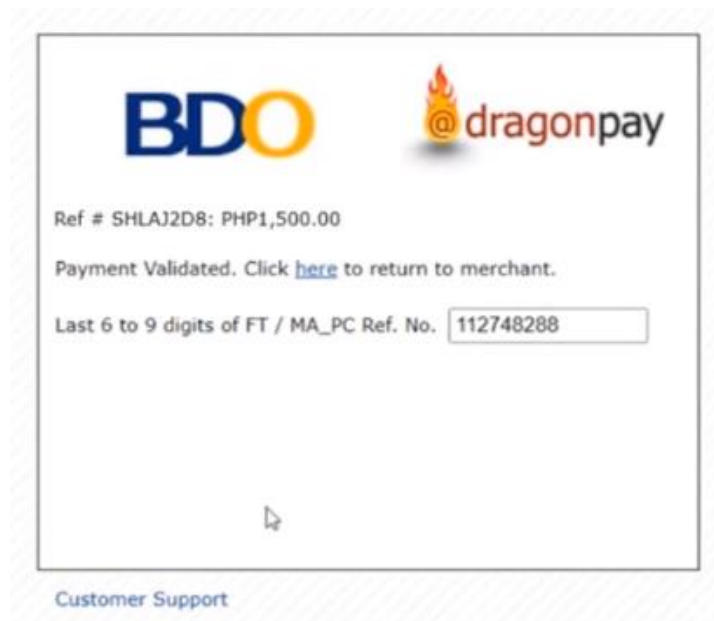 BDO
@dragonpay
Ref # SHLAJ2D8: PHP1,500.00
Payment Validated. Click here to return to merchant.
Last 6 to 9 digits of FT / MA_PC Ref. No. 112748288
Customer Support